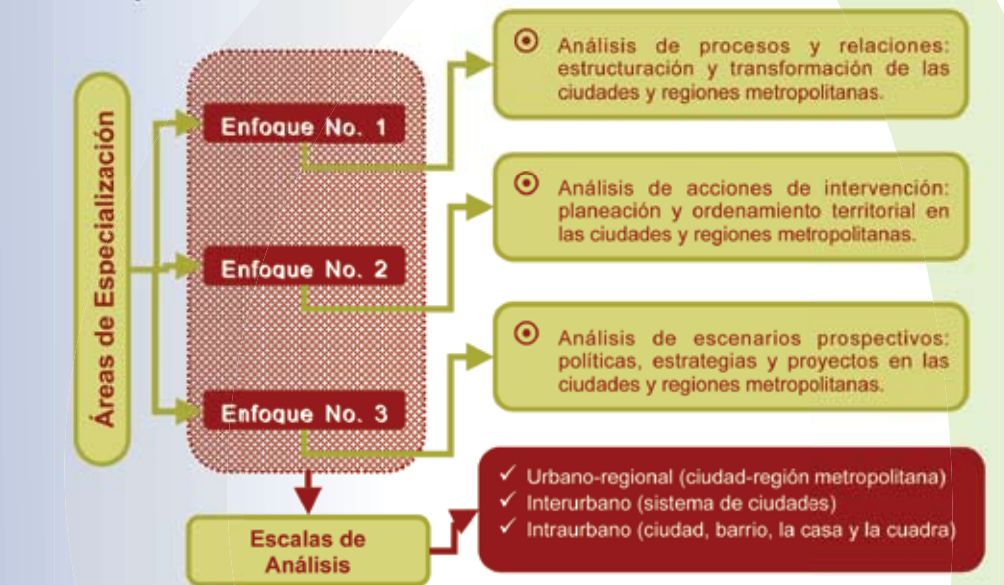 Áreas de Especialización
Enfoque No. 1
Análisis de procesos y relaciones:
estructuración y transformación de las
ciudades y regiones metropolitanas.
Enfoque No. 2
Análisis de acciones de intervención:
planeación y ordenamiento territorial en
las ciudades y regiones metropolitanas.
Enfoque No. 3
Análisis de escenarios prospectivos:
políticas, estrategias y proyectos en las
ciudades y regiones metropolitanas.
Escalas de
Análisis
✓ Urbano-regional (ciudad-región metropolitana)
✓ Interurbano (sistema de ciudades)
✓ Intraurbano (ciudad, barrio, la casa y la cuadra)